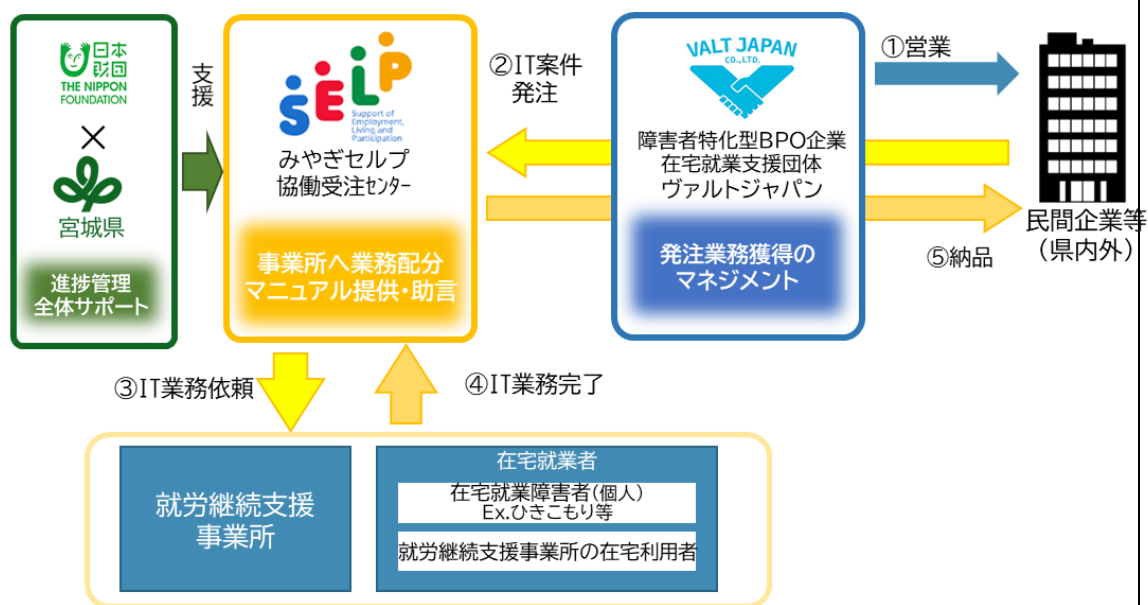 日本
財団
THE NIPPON
FOUNDATION
×
宮城県
進捗管理
全体サポート
支援
SELP
Support of
Employment,
Living and
Participation
みやぎセルプ
協働受注ｾﾝﾀｰ
事業所へ業務配分
マニュアル提供・助言
②IT案件
発注
VALT JAPAN
CO.,LTD.
障害者特化型BPO企業
在宅就業支援団体
ヴァルトジャパン
発注業務獲得の
マネジメント
①営業
民間企業等
（県内外）
⑤納品
③IT業務依頼
④IT業務完了
就労継続支援
事業所
在宅就業者
在宅就業障害者(個人)
Ex.ひきこもり等
就労継続支援事業所の在宅利用者